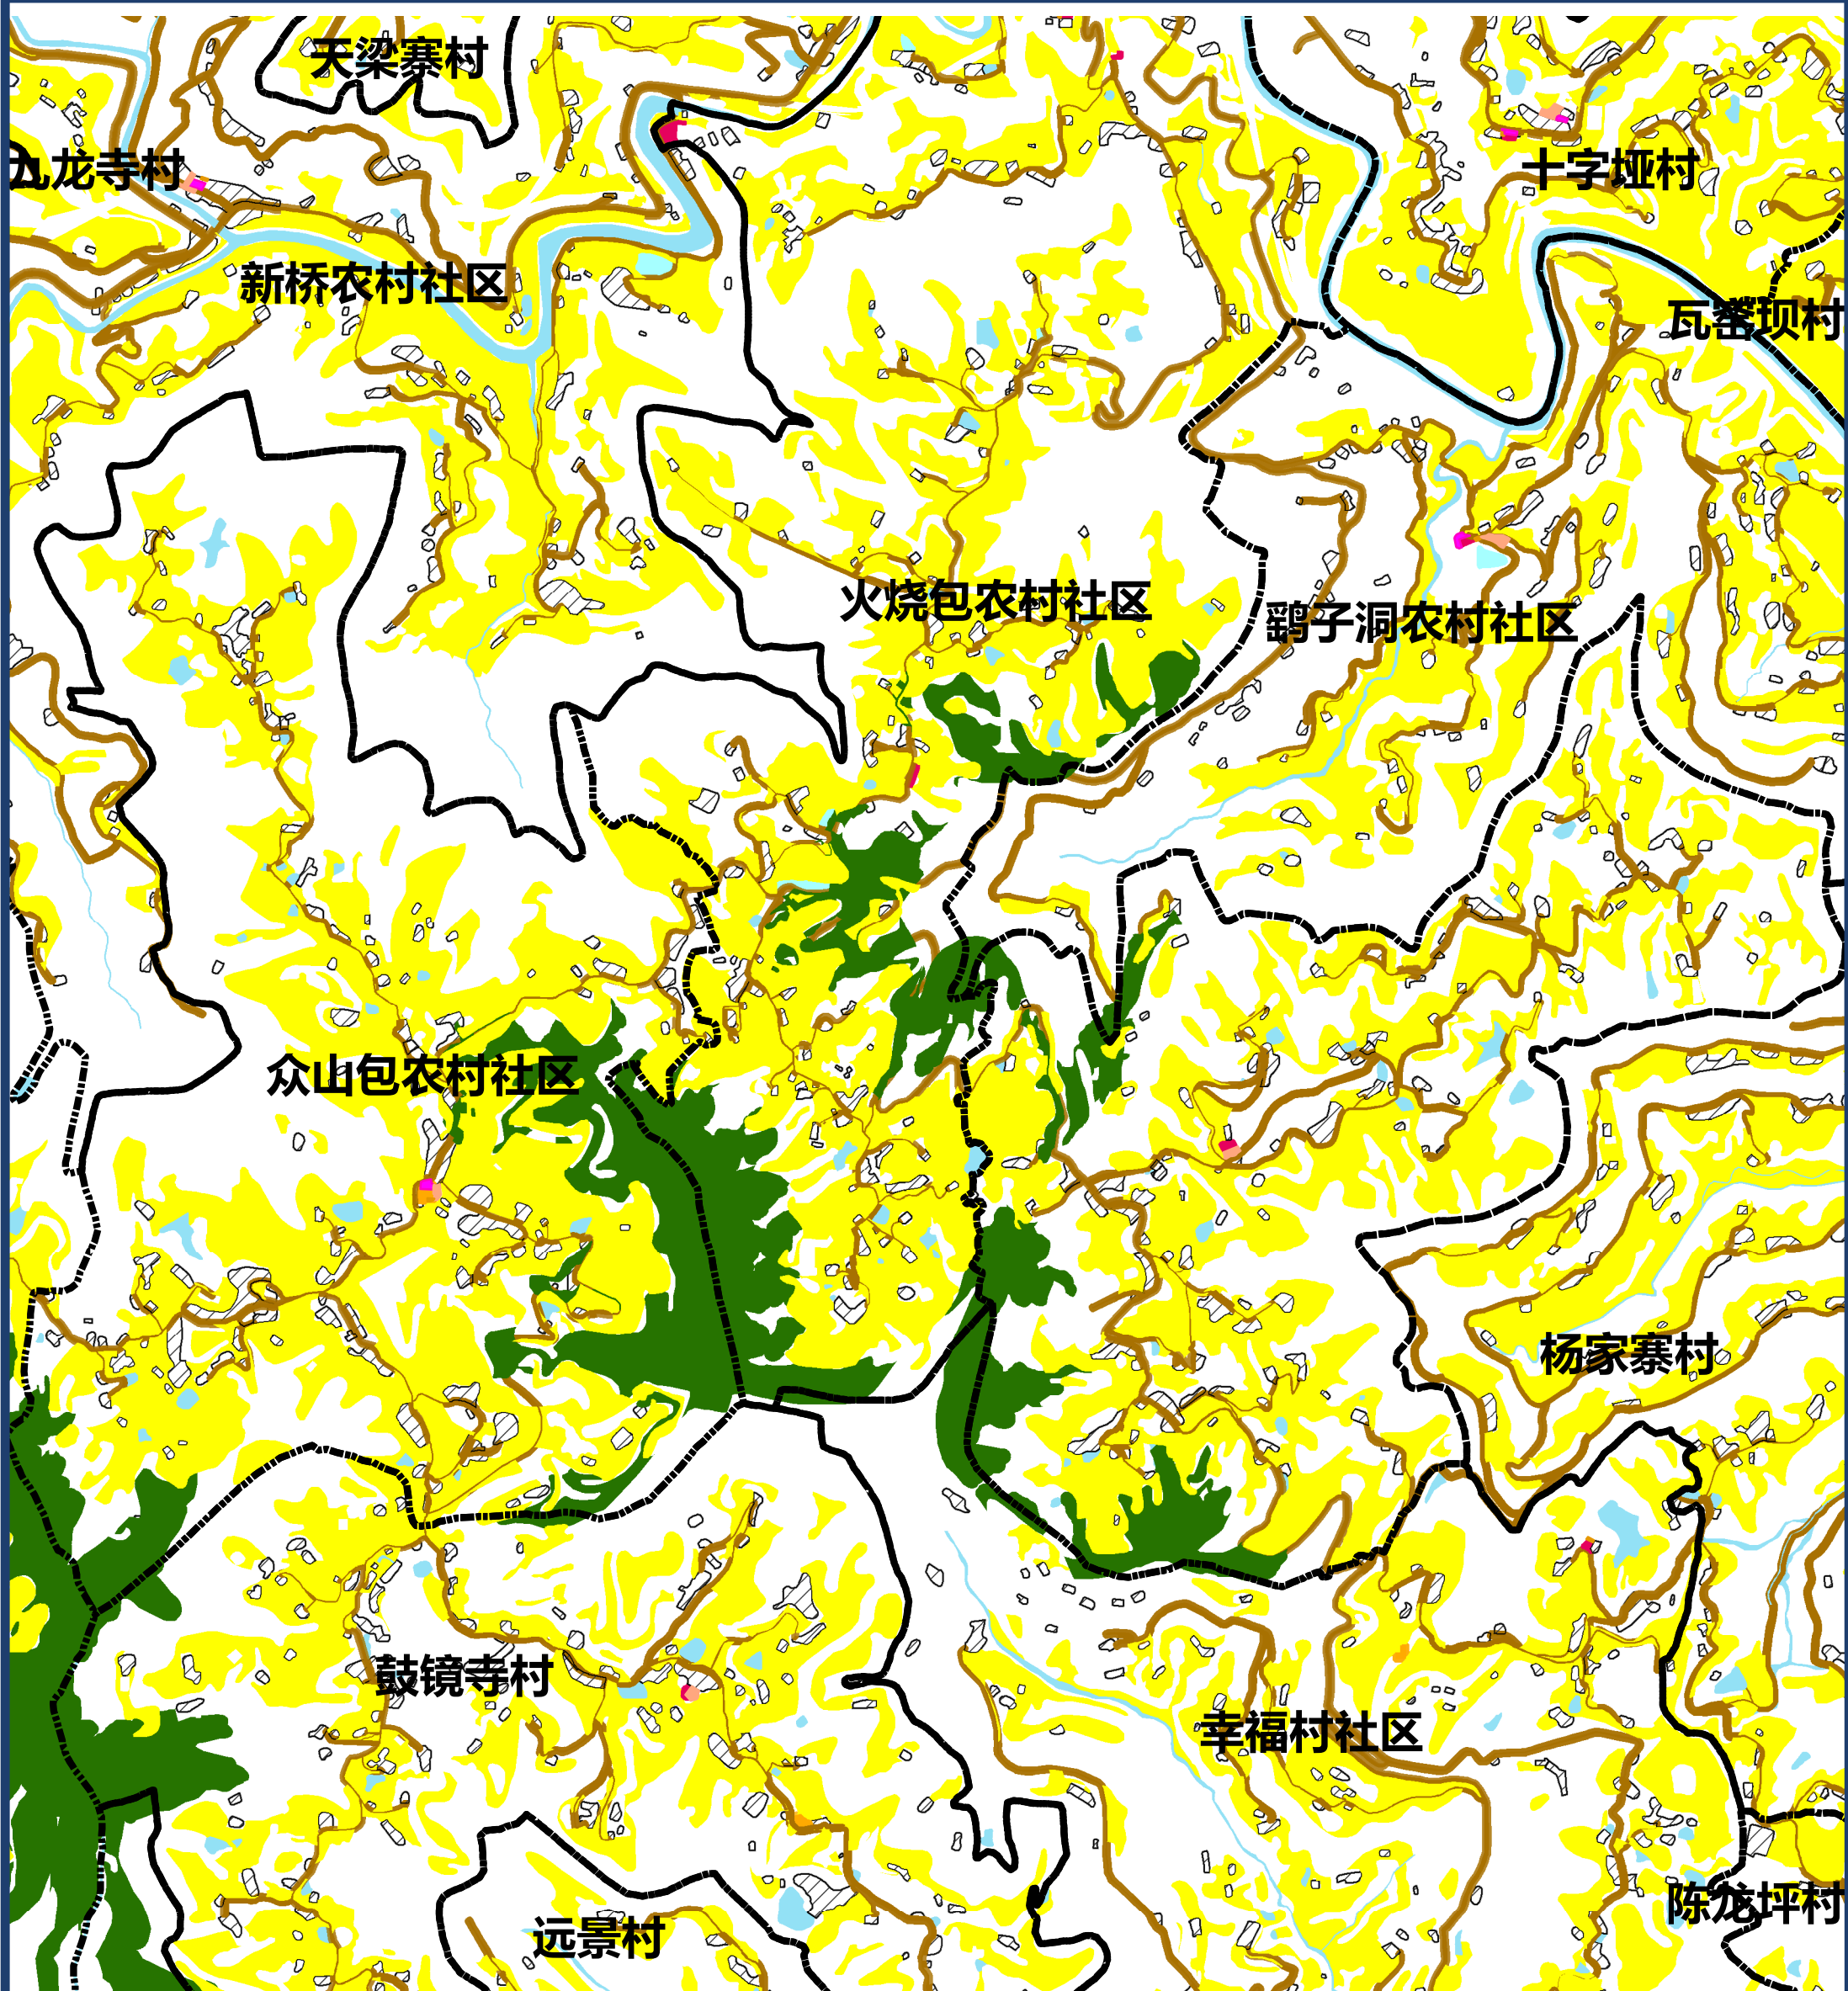 天梁寨村
九龙寺村
十字垭村
新桥农村社区
瓦窑坝村
火烧包农村社区
鹞子洞农村社区
众山包农村社区
杨家寨村
鼓镜寺村
幸福村社区
陈龙坪村
远景村